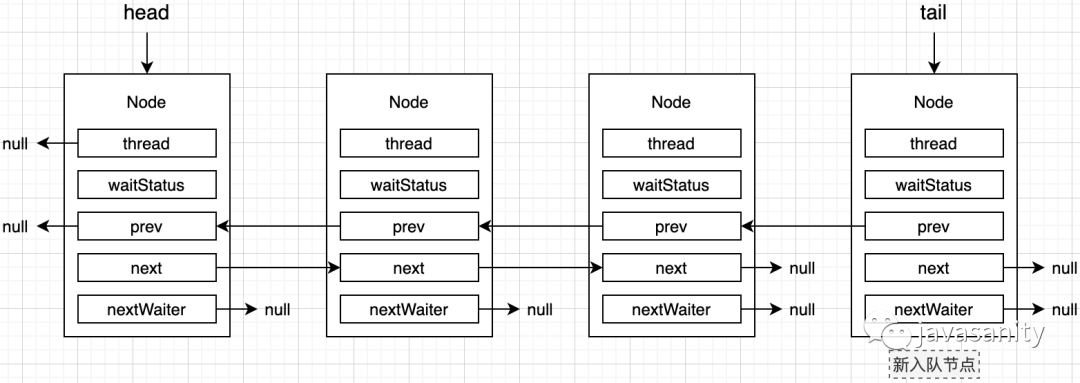 head tail
Node Node Node Node
null thread thread thread thread
waitStatus waitStatus waitStatus waitStatus
null prev prev prev prev
next next next null next null
nextWaiter null nextWaiter null nextWaiter null nextWaiter null
javasanity
新入队节点